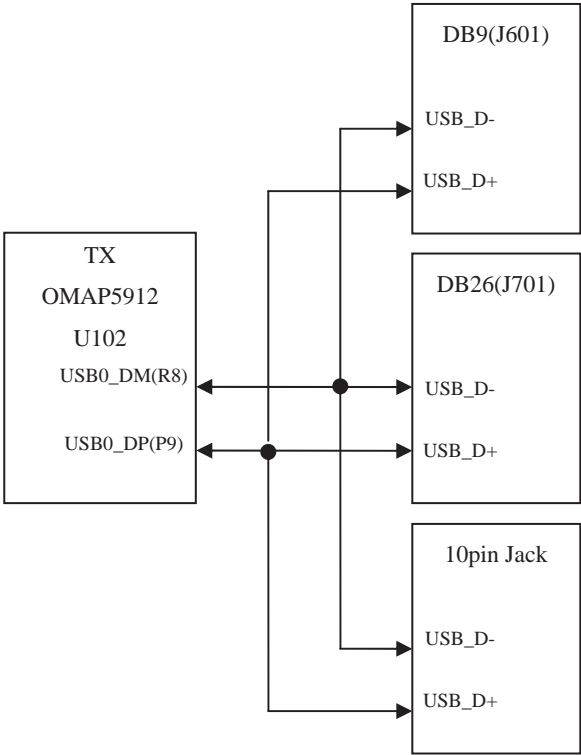 DB9(J601)
USB_D-
USB_D+
TX
OMAP5912
U102
USB0_DM(R8)
USB0_DP(P9)
DB26(J701)
USB_D-
USB_D+
10pin Jack
USB_D-
USB_D+